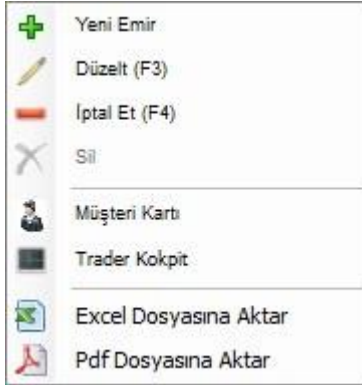 Yeni Emir
Düzelt (F3)
İptal Et (F4)
Sil
Müşteri Kartı
Trader Kokpit
Excel Dosyasına Aktar
Pdf Dosyasına Aktar